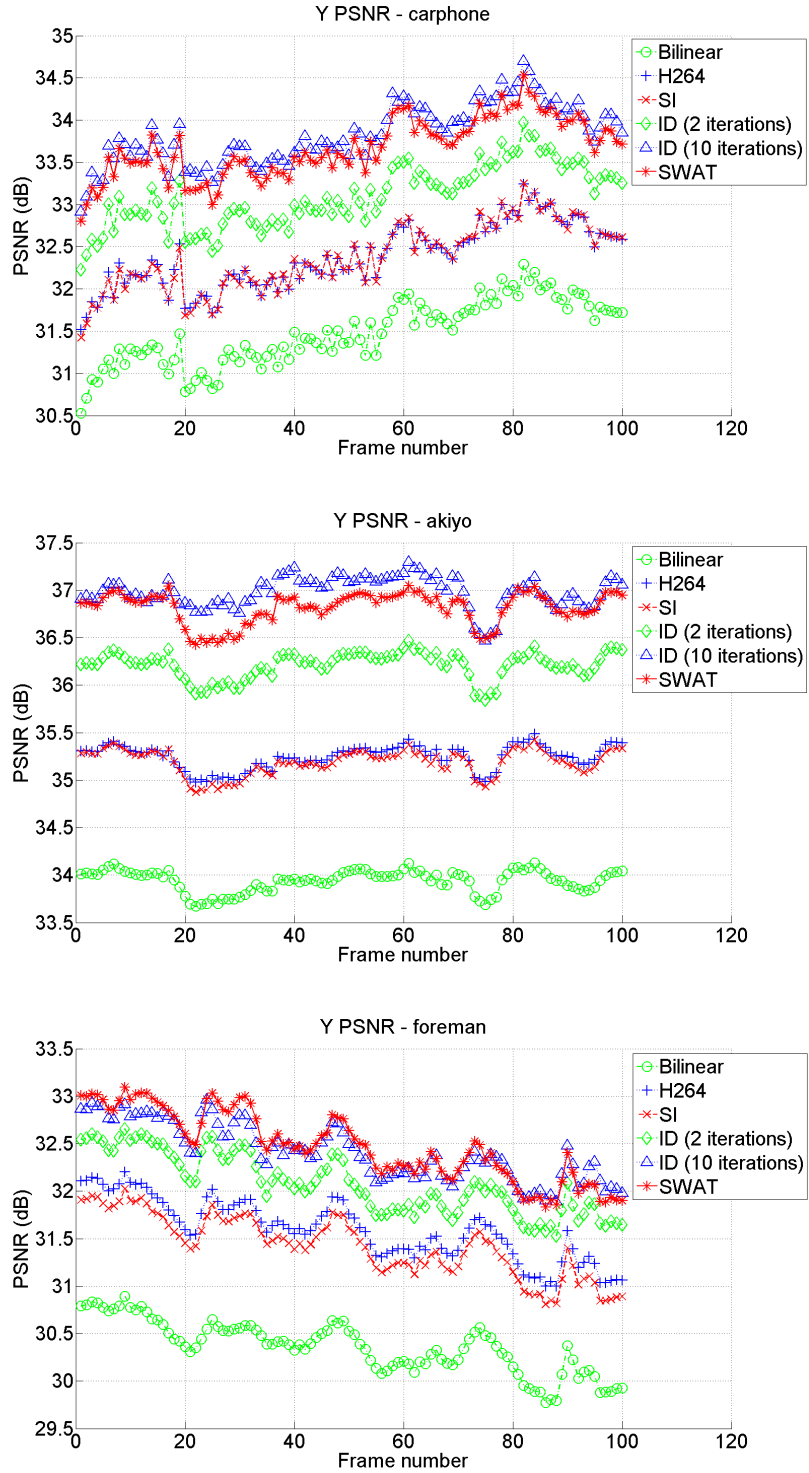 Y PSNR - carphone
35
34.5
34
33.5
33
32.5
32
31.5
31
30.5
PSNR (dB)
0
20
40
60
80
100
120
Frame number
Bilinear
H264
SI
ID (2 iterations)
ID (10 iterations)
SWAT
Y PSNR - akiyo
37.5
37
36.5
36
35.5
35
34.5
34
33.5
PSNR (dB)
0
20
40
60
80
100
120
Frame number
Bilinear
H264
SI
ID (2 iterations)
ID (10 iterations)
SWAT
Y PSNR - foreman
33.5
33
32.5
32
31.5
31
30.5
30
29.5
PSNR (dB)
0
20
40
60
80
100
120
Frame number
Bilinear
H264
SI
ID (2 iterations)
ID (10 iterations)
SWAT